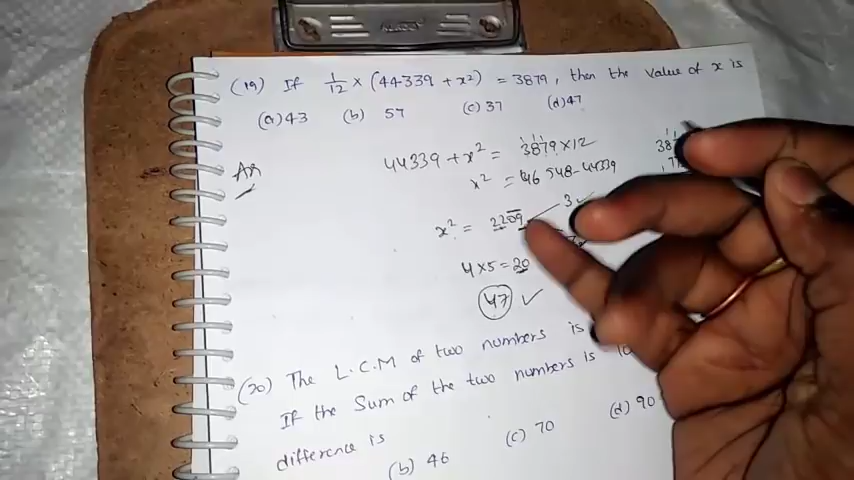 (19) If 1/12 × (44339 + x²) = 3879, then the value of x is
(a) 43 (b) 57 (c) 37 (d) 47
Ans
44339 + x² = 3879×12
x² = 46548-44339
x² = 2209
3
4×5=20
47
(20) The L.C.M of two numbers is
If the Sum of the two numbers is
difference is
(b) 46 (c) 70 (d) 90